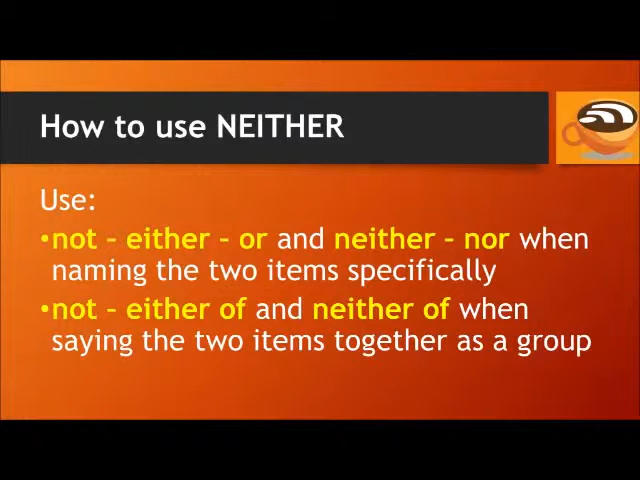 How to use NEITHER
Use:
•not – either – or and neither – nor when
naming the two items specifically
•not – either of and neither of when
saying the two items together as a group